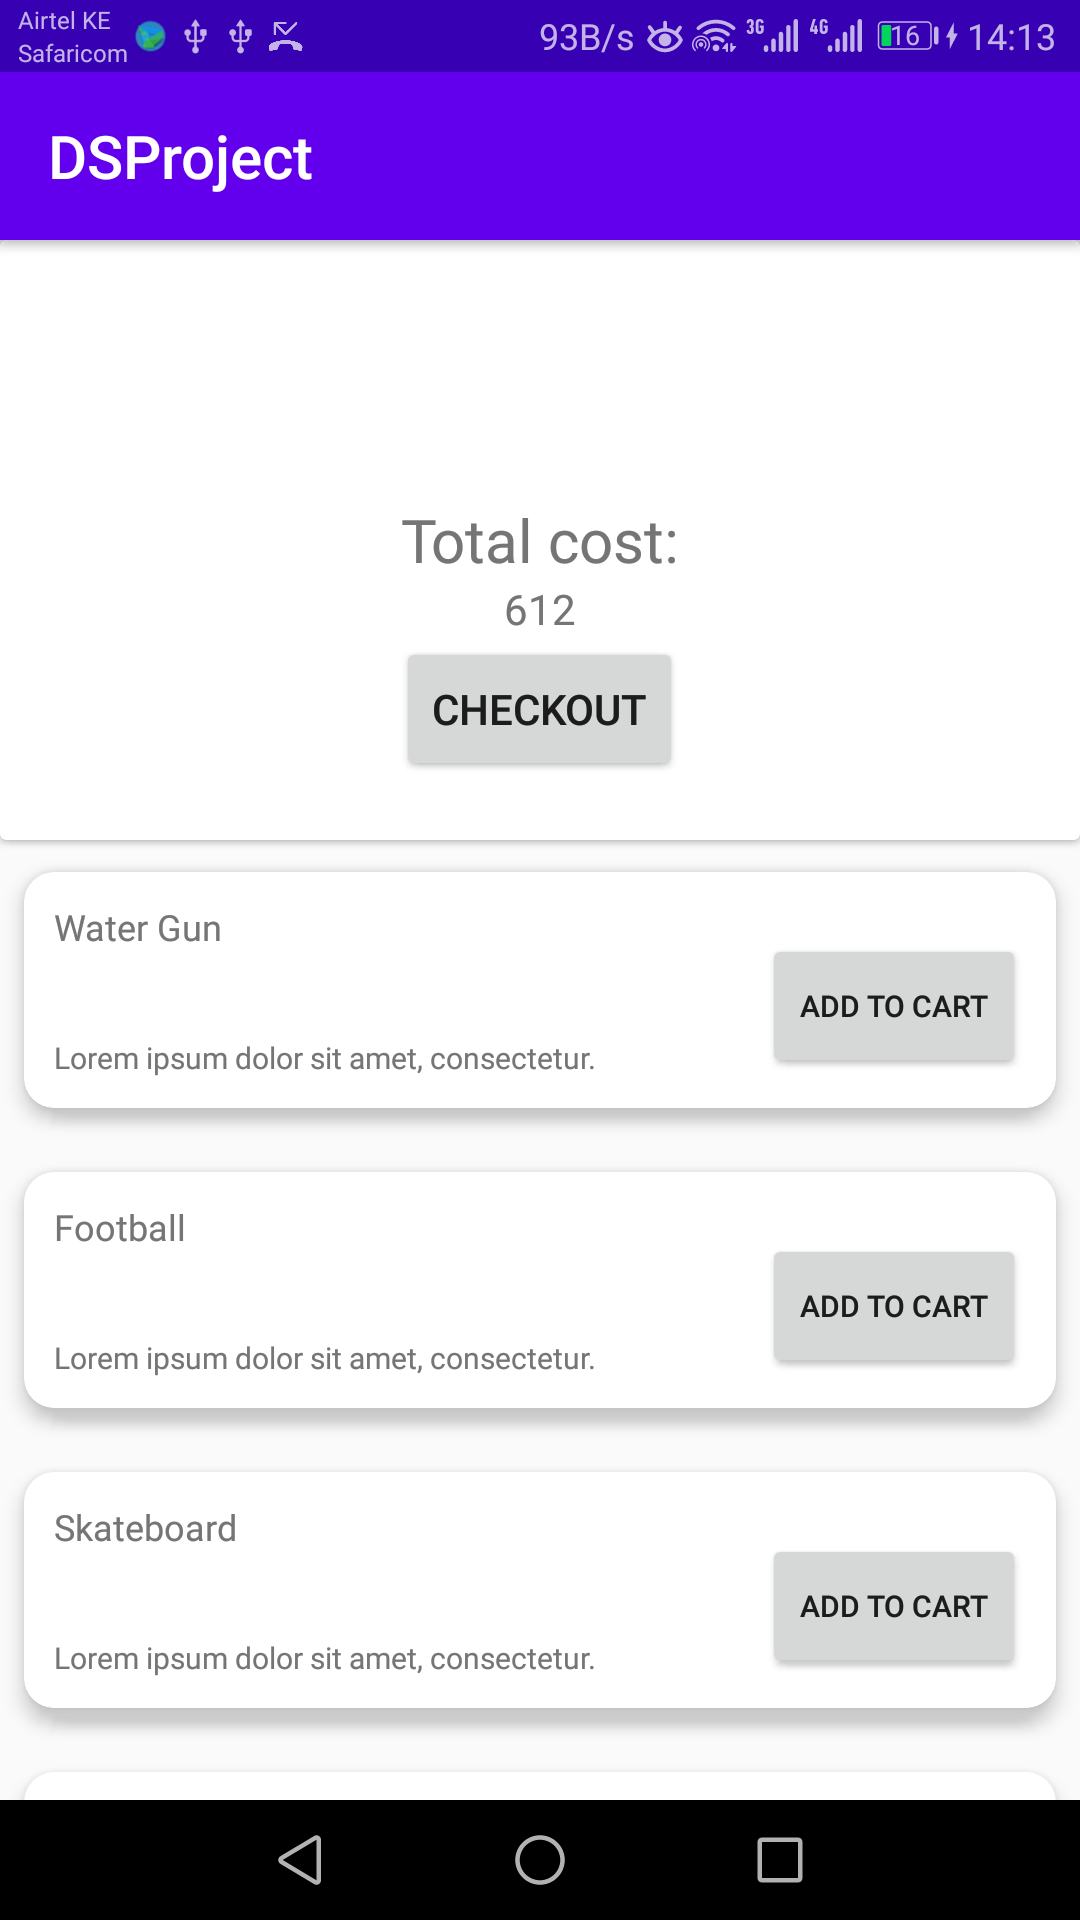 Airtel KE
Safaricom
93B/s 3G 4G 16 14:13
DSProject
Total cost:
612
CHECKOUT
Water Gun
ADD TO CART
Lorem ipsum dolor sit amet, consectetur.
Football
ADD TO CART
Lorem ipsum dolor sit amet, consectetur.
Skateboard
ADD TO CART
Lorem ipsum dolor sit amet, consectetur.